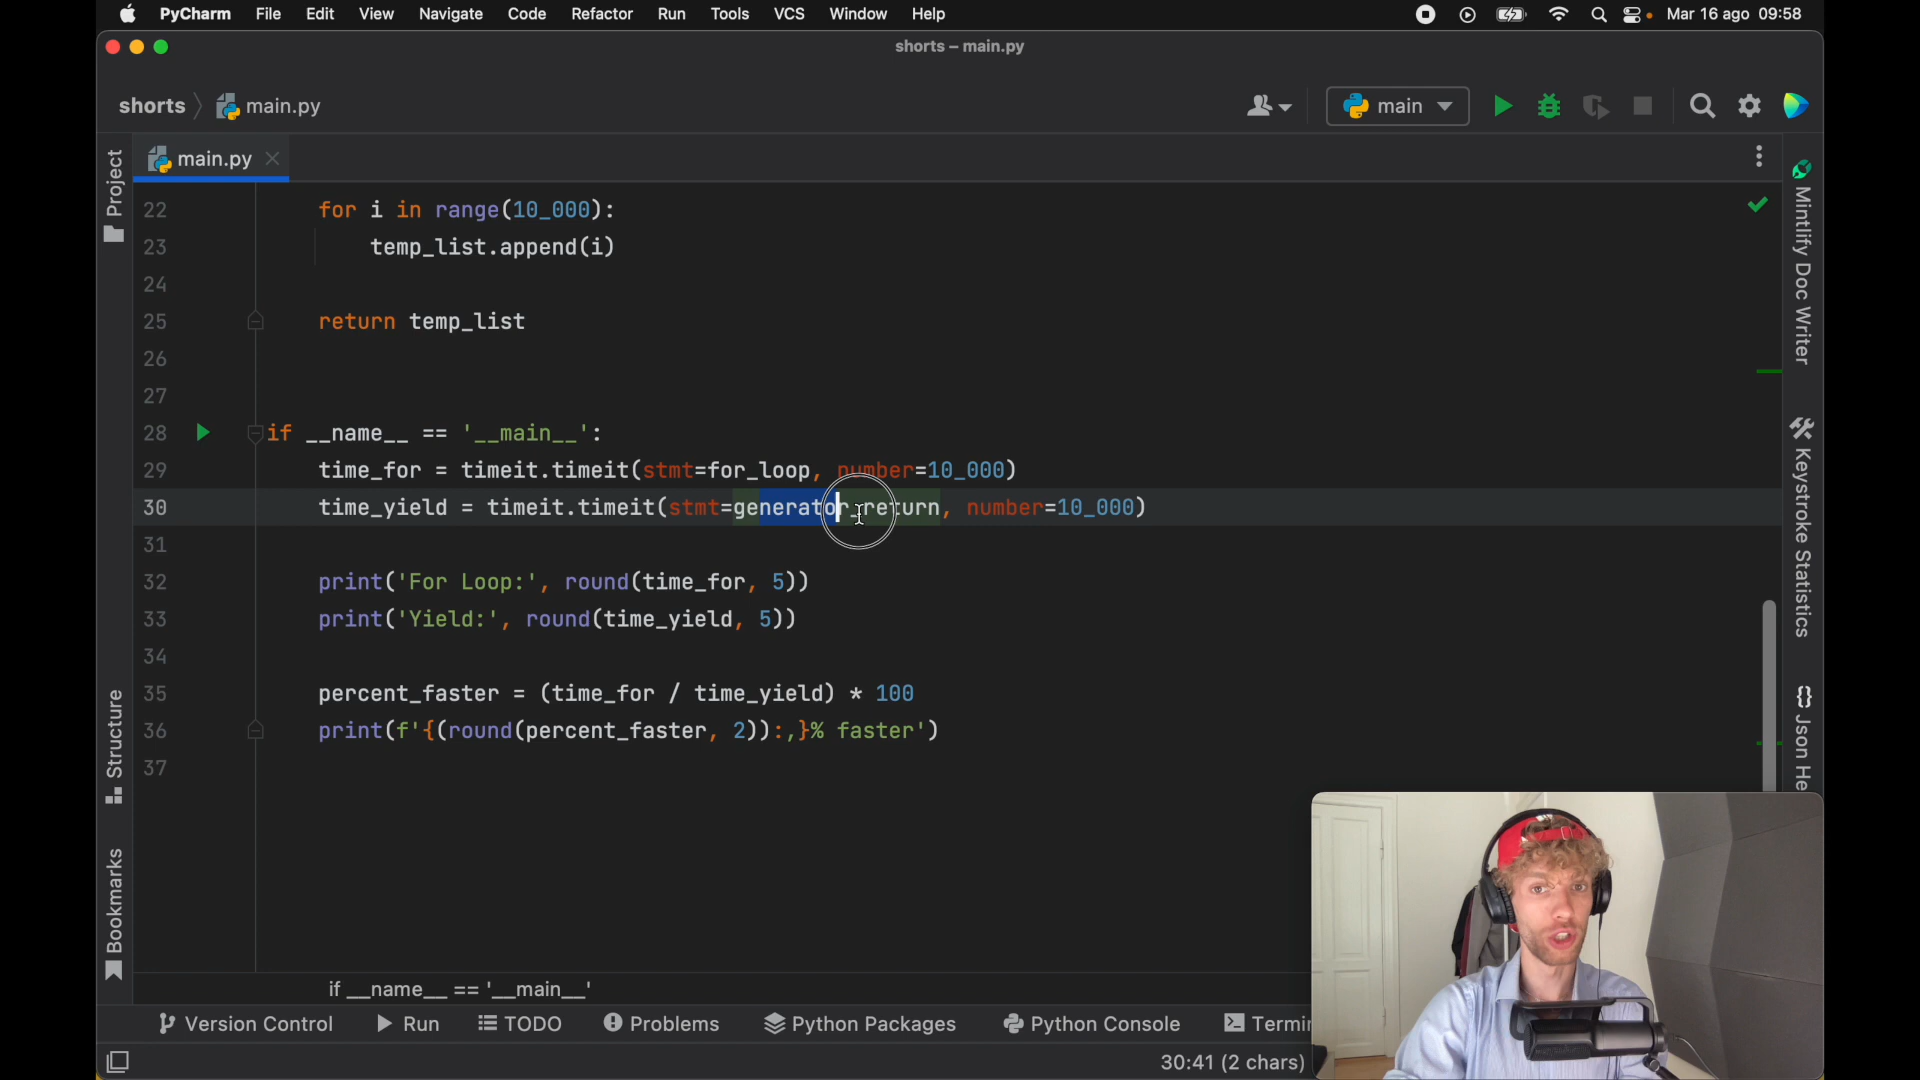 PyCharm File Edit View Navigate Code Refactor Run Tools VCS Window Help Mar 16 ago 09:58
shorts – main.py
shorts main.py main
main.py
Project
Structure
Bookmarks
22 for i in range(10_000):
23 temp_list.append(i)
24
25 return temp_list
26
27
28 if __name__ == '__main__':
29 time_for = timeit.timeit(stmt=for_loop, number=10_000)
30 time_yield = timeit.timeit(stmt=generator_return, number=10_000)
31
32 print('For Loop:', round(time_for, 5))
33 print('Yield:', round(time_yield, 5))
34
35 percent_faster = (time_for / time_yield) * 100
36 print(f'{(round(percent_faster, 2)):,}% faster')
37
Mintlify Doc Writer
Keystroke Statistics
{} Json He
if __name__ == '__main__'
Version Control Run TODO Problems Python Packages Python Console Termin
30:41 (2 chars)